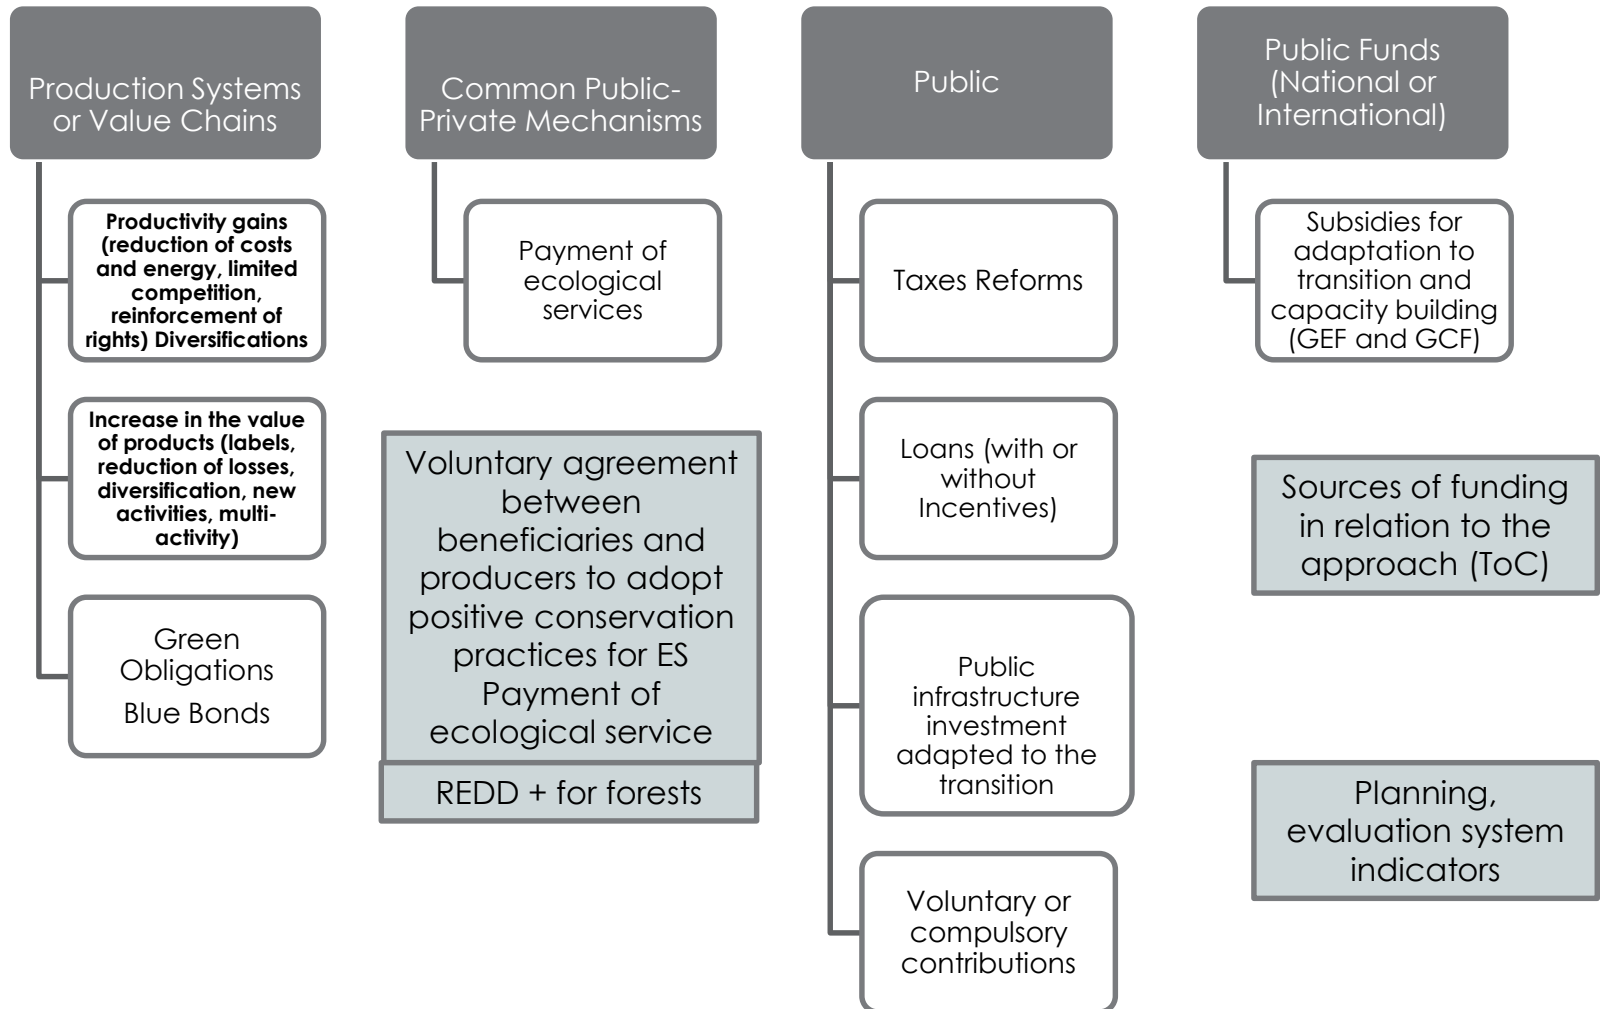 Production Systems
or Value Chains
Productivity gains
(reduction of costs
and energy, limited
competition,
reinforcement of
rights) Diversifications
Increase in the value
of products (labels,
reduction of losses,
diversification, new
activities, multi-
activity)
Green
Obligations
Blue Bonds
Common Public-
Private Mechanisms
Payment of
ecological
services
Voluntary agreement
between
beneficiaries and
producers to adopt
positive conservation
practices for ES
Payment of
ecological service
REDD + for forests
Public
Taxes Reforms
Loans (with or
without
Incentives)
Public
infrastructure
investment
adapted to the
transition
Voluntary or
compulsory
contributions
Public Funds
(National or
International)
Subsidies for
adaptation to
transition and
capacity building
(GEF and GCF)
Sources of funding
in relation to the
approach (ToC)
Planning,
evaluation system
indicators